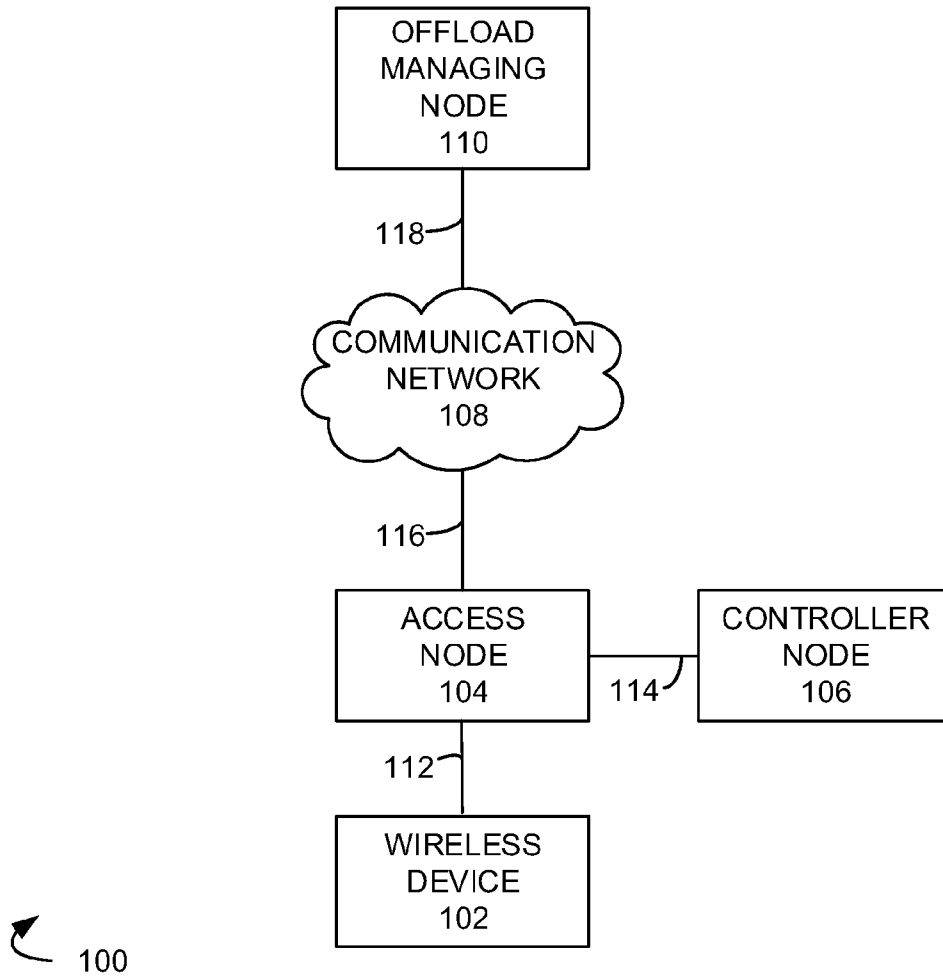 OFFLOAD
MANAGING
NODE
110
118
COMMUNICATION
NETWORK
108
116
ACCESS
NODE
104
CONTROLLER
NODE
106
114
112
WIRELESS
DEVICE
102
100